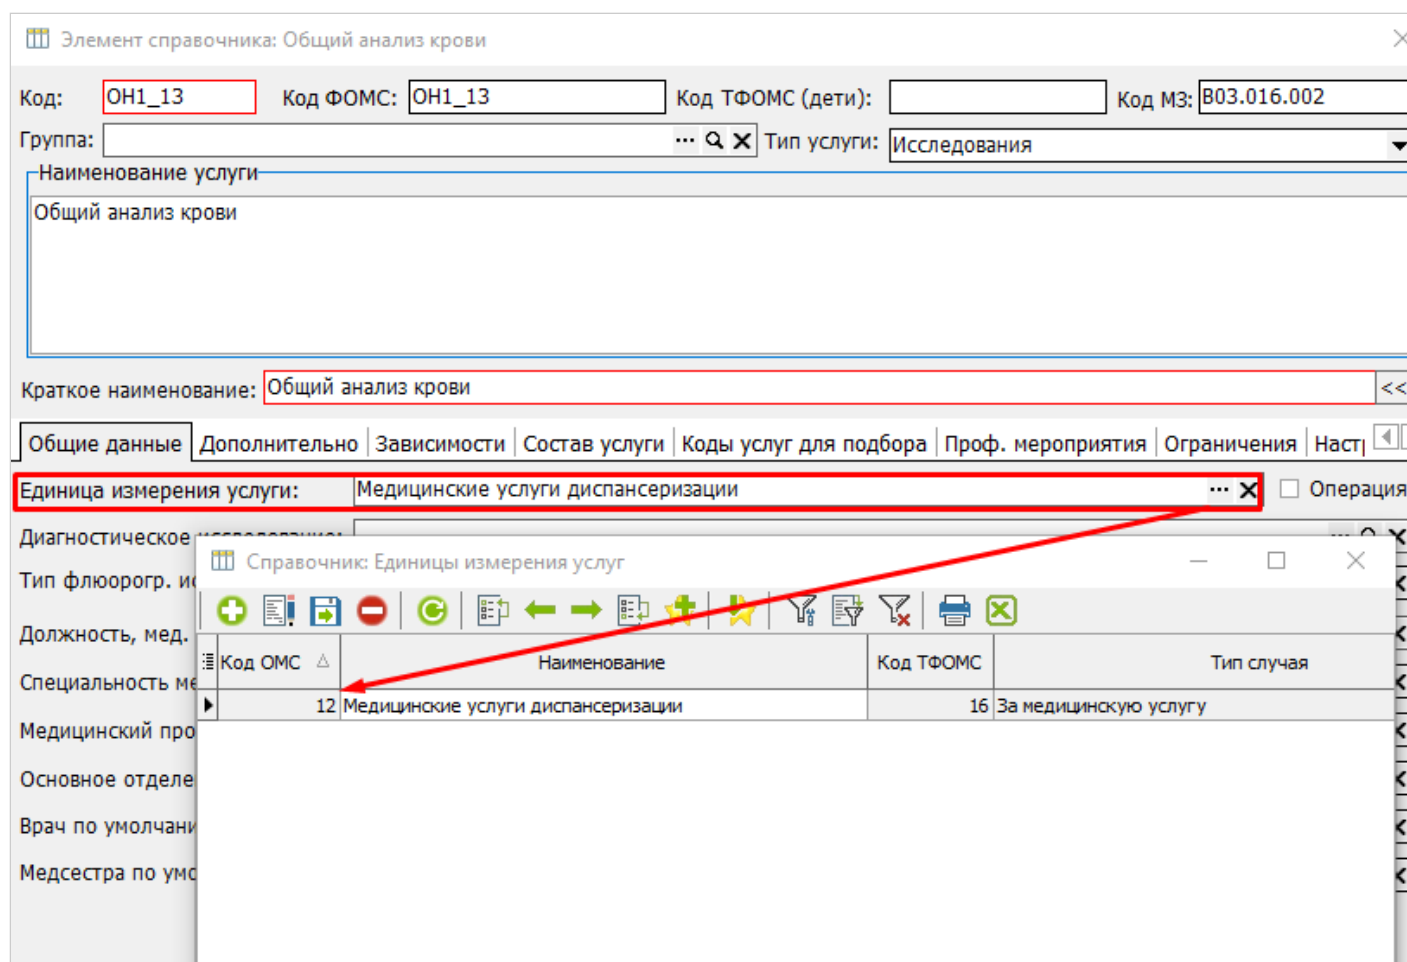 Элемент справочника: Общий анализ крови
Код: ОН1_13 Код ФОМС: ОН1_13 Код ТФОМС (дети): Код МЗ: B03.016.002
Группа: Тип услуги: Исследования
Наименование услуги
Общий анализ крови
Краткое наименование: Общий анализ крови <<
Общие данные Дополнительно Зависимости Состав услуги Коды услуг для подбора Проф. мероприятия Ограничения
Единица измерения услуги: Медицинские услуги диспансеризации Операция
Диагностическое
Справочник: Единицы измерения услуг
Тип флюорогр.
Должность, мед.
Код ОМС Наименование Код ТФОМС Тип случая
Специальность
12 Медицинские услуги диспансеризации 16 За медицинскую услугу
Медицинский
Основное
Врач по
Медсестра по